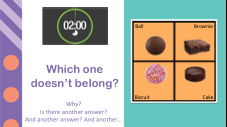 02:00
Which one
doesn't belong?
Why?
Is there another answer?
And another answer? And another...
Ball
Brownie
Biscuit
Cake